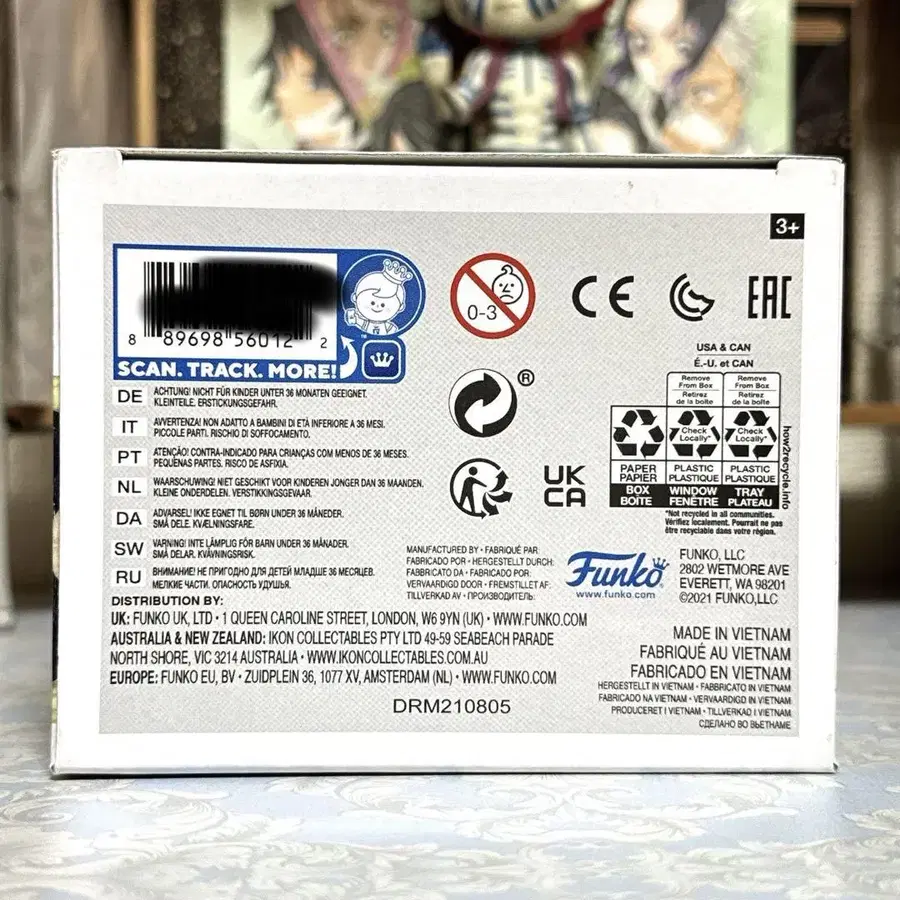 3+
8 89698 56012 2
SCAN. TRACK. MORE!
DE ACHTUNG! NICHT FÜR KINDER UNTER 36 MONATEN GEEIGNET.
KLEINTEILE. ERSTICKUNGSGEFAHR.
IT AVVERTENZA! NON ADATTO A BAMBINI DI ETÀ INFERIORE A 36 MESI.
PICCOLE PARTI. RISCHIO DI SOFFOCAMENTO.
PT ATENÇÃO! CONTRA-INDICADO PARA CRIANÇAS COM MENOS DE 36 MESES.
PEQUENAS PARTES. RISCO DE ASFIXIA.
NL WAARSCHUWING! NIET GESCHIKT VOOR KINDEREN JONGER DAN 36 MAANDEN.
KLEINE ONDERDELEN. VERSTIKKINGSGEVAAR.
DA ADVARSEL! IKKE EGNET TIL BØRN UNDER 36 MÅNEDER.
SMÅ DELE. KVÆLNINGSFARE.
SW VARNING! INTE LÄMPLIG FÖR BARN UNDER 36 MÅNADER.
SMÅ DELAR. KVÄVNINGSRISK.
RU ВНИМАНИЕ! НЕ ПРИГОДНО ДЛЯ ДЕТЕЙ МЛАДШЕ 36 МЕСЯЦЕВ.
МЕЛКИЕ ЧАСТИ. ОПАСНОСТЬ УДУШЬЯ.
0-3
CE
EAC
®
UK
CA
USA & CAN
É.-U. et CAN
Remove From Box
Retirez de la boîte
Remove From Box
Retirez de la boîte
Check Locally*
Check Locally*
PAPER PAPIER
PLASTIC PLASTIQUE
PLASTIC PLASTIQUE
BOX BOÎTE
WINDOW FENÊTRE
TRAY PLATEAU
*Not recycled in all communities.
Vérifiez localement. Pourrait ne pas
être recyclable dans votre région.
how2recycle.info
MANUFACTURED BY • FABRIQUÉ PAR
FABRICADO POR • HERGESTELLT DURCH:
FABBRICATO DA • FABRICADO POR:
VERVAARDIGD DOOR • FREMSTILLET AF:
TILLVERKAD AV • ПРОИЗВОДИТЕЛЬ:
Funko
www.funko.com
FUNKO, LLC
2802 WETMORE AVE
EVERETT, WA 98201
©2021 FUNKO,LLC
DISTRIBUTION BY:
UK: FUNKO UK, LTD • 1 QUEEN CAROLINE STREET, LONDON, W6 9YN (UK) • WWW.FUNKO.COM
AUSTRALIA & NEW ZEALAND: IKON COLLECTABLES PTY LTD 49-59 SEABEACH PARADE
NORTH SHORE, VIC 3214 AUSTRALIA • WWW.IKONCOLLECTABLES.COM.AU
EUROPE: FUNKO EU, BV • ZUIDPLEIN 36, 1077 XV, AMSTERDAM (NL) • WWW.FUNKO.COM
DRM210805
MADE IN VIETNAM
FABRIQUÉ AU VIETNAM
FABRICADO EN VIETNAM
HERGESTELLT IN VIETNAM • FABBRICATO IN VIETNAM
FABRICADO NA VIETNAM • VERVAARDIGD IN VIETNAM
PRODUCERET I VIETNAM • TILLVERKAD I VIETNAM
СДЕЛАНО ВО ВЬЕТНАМЕ